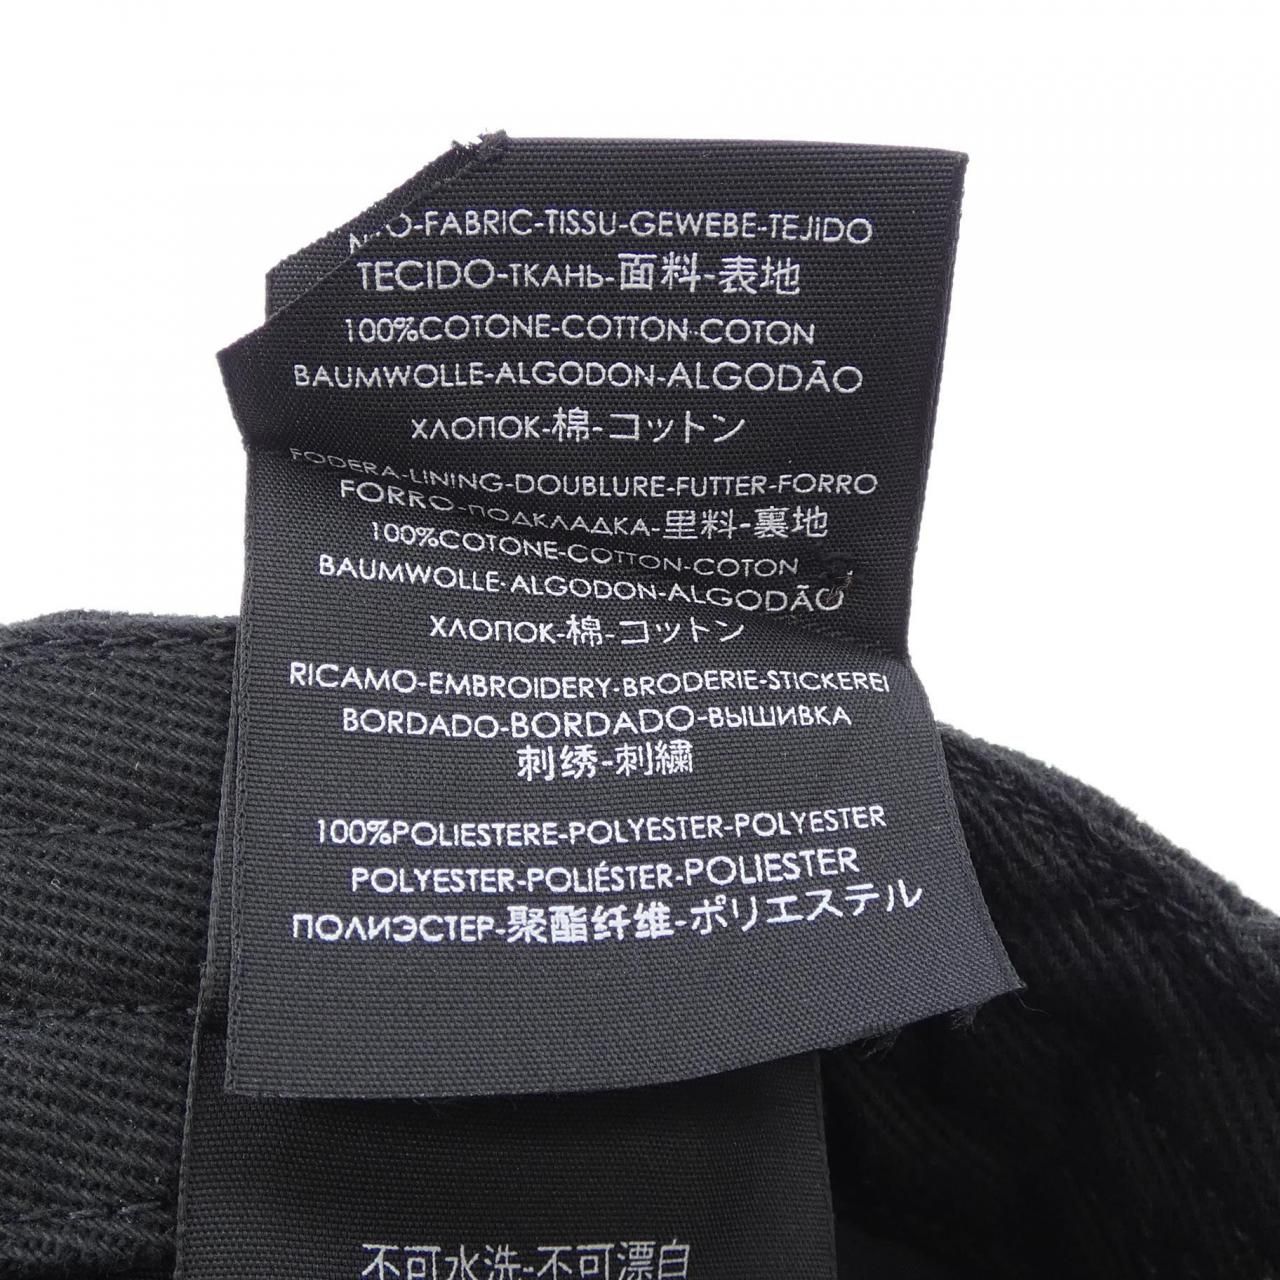 -FABRIC-TISSU-GEWEBE-TEJIDO
TECIDO-ТКАНЬ-面料-表地
100%COTONE-COTTON-COTON
BAUMWOLLE-ALGODON-ALGODÃO
ХЛОПОК-棉-コットン
FODERA-LINING-DOUBLURE-FUTTER-FORRO
FORRO-ПОДКЛАДКА-里料-裏地
100%COTONE-COTTON-COTON
BAUMWOLLE-ALGODON-ALGODÃO
ХЛОПОК-棉-コットン
RICAMO-EMBROIDERY-BRODERIE-STICKEREI
BORDADO-BORDADO-ВЫШИВКА
刺绣-刺繍
100%POLIESTERE-POLYESTER-POLYESTER
POLYESTER-POLIÉSTER-POLIESTER
ПОЛИЭСТЕР-聚酯纤维-ポリエステル
不可水洗-不可漂白